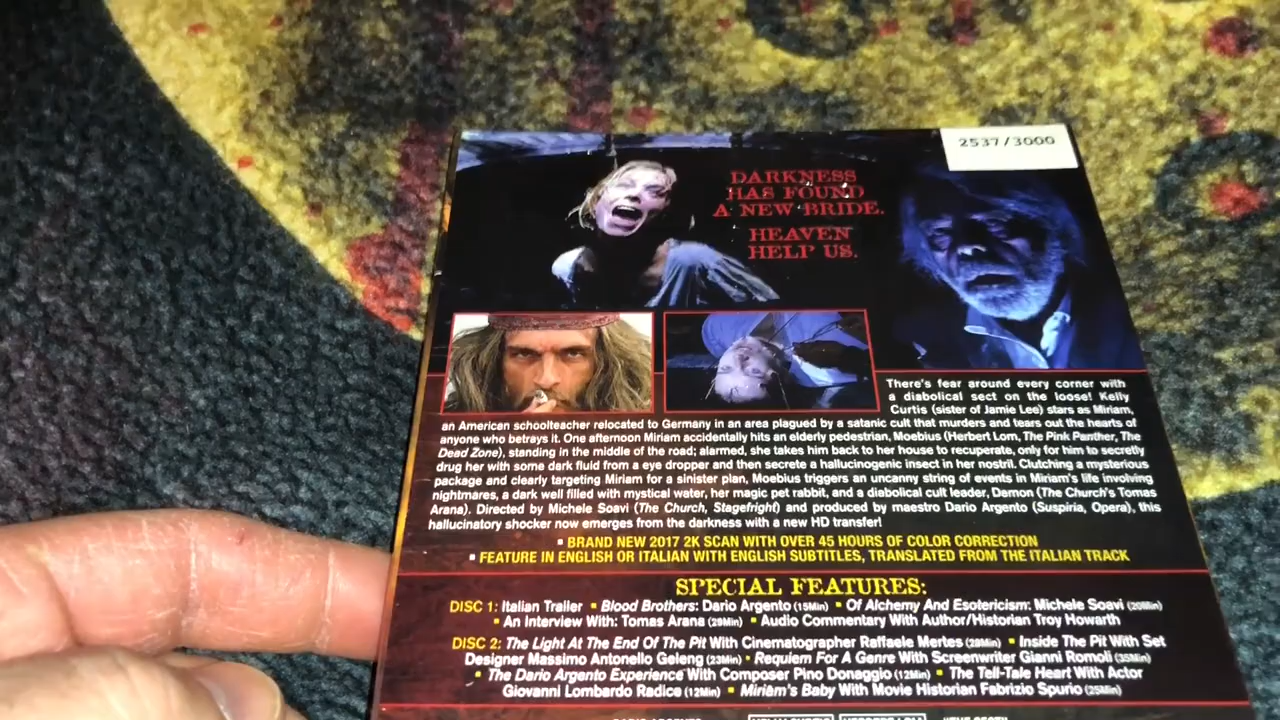 2537/3000
DARKNESS
HAS FOUND
A NEW BRIDE.
HEAVEN
HELP US.
There's fear around every corner with
a diabolical sect on the loose! Kelly
Curtis (sister of Jamie Lee) stars as Miriam,
an American schoolteacher relocated to Germany in an area plagued by a satanic cult that murders and tears out the hearts of
anyone who betrays it. One afternoon Miriam accidentally hits an elderly pedestrian, Moebius (Herbert Lom, The Pink Panther, The
Dead Zone), standing in the middle of the road; alarmed, she takes him back to her house to recuperate, only for him to secretly
drug her with some dark fluid from a eye dropper and then secrete a hallucinogenic insect in her nostril. Clutching a mysterious
package and clearly targeting Miriam for a sinister plan, Moebius triggers an uncanny string of events in Miriam's life involving
nightmares, a dark well filled with mystical water, her magic pet rabbit, and a diabolical cult leader, Damon (The Church's Tomas
Arana). Directed by Michele Soavi (The Church, Stagefright) and produced by maestro Dario Argento (Suspiria, Opera), this
hallucinatory shocker now emerges from the darkness with a new HD transfer!
▪ BRAND NEW 2017 2K SCAN WITH OVER 45 HOURS OF COLOR CORRECTION
▪ FEATURE IN ENGLISH OR ITALIAN WITH ENGLISH SUBTITLES, TRANSLATED FROM THE ITALIAN TRACK
SPECIAL FEATURES:
DISC 1: Italian Trailer ▪ Blood Brothers: Dario Argento (15Min) ▪ Of Alchemy And Esotericism: Michele Soavi (20Min)
▪ An Interview With: Tomas Arana (29Min) ▪ Audio Commentary With Author/Historian Troy Howarth
DISC 2: The Light At The End Of The Pit With Cinematographer Raffaele Mertes (28Min) ▪ Inside The Pit With Set
Designer Massimo Antonello Geleng (23Min) ▪ Requiem For A Genre With Screenwriter Gianni Romoli (35Min)
▪ The Dario Argento Experience With Composer Pino Donaggio (12Min) ▪ The Tell-Tale Heart With Actor
Giovanni Lombardo Radice (12Min) ▪ Miriam's Baby With Movie Historian Fabrizio Spurio (25Min)